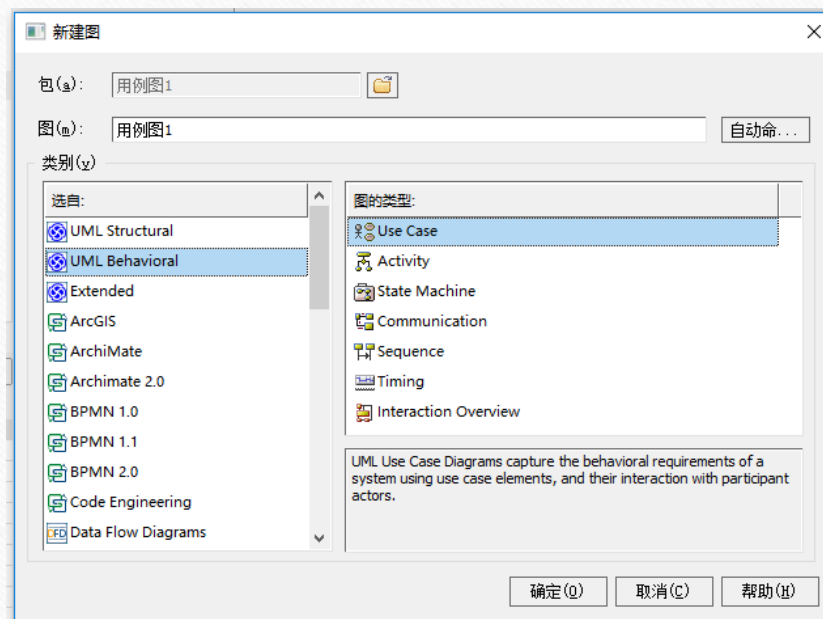 新建图
包(a): 用例图1
图(m): 用例图1 自动命...
类别(y)
选自:
UML Structural
UML Behavioral
Extended
ArcGIS
ArchiMate
Archimate 2.0
BPMN 1.0
BPMN 1.1
BPMN 2.0
Code Engineering
CFD Data Flow Diagrams
图的类型:
Use Case
Activity
State Machine
Communication
Sequence
Timing
Interaction Overview
UML Use Case Diagrams capture the behavioral requirements of a
system using use case elements, and their interaction with participant
actors.
确定(O) 取消(C) 帮助(H)